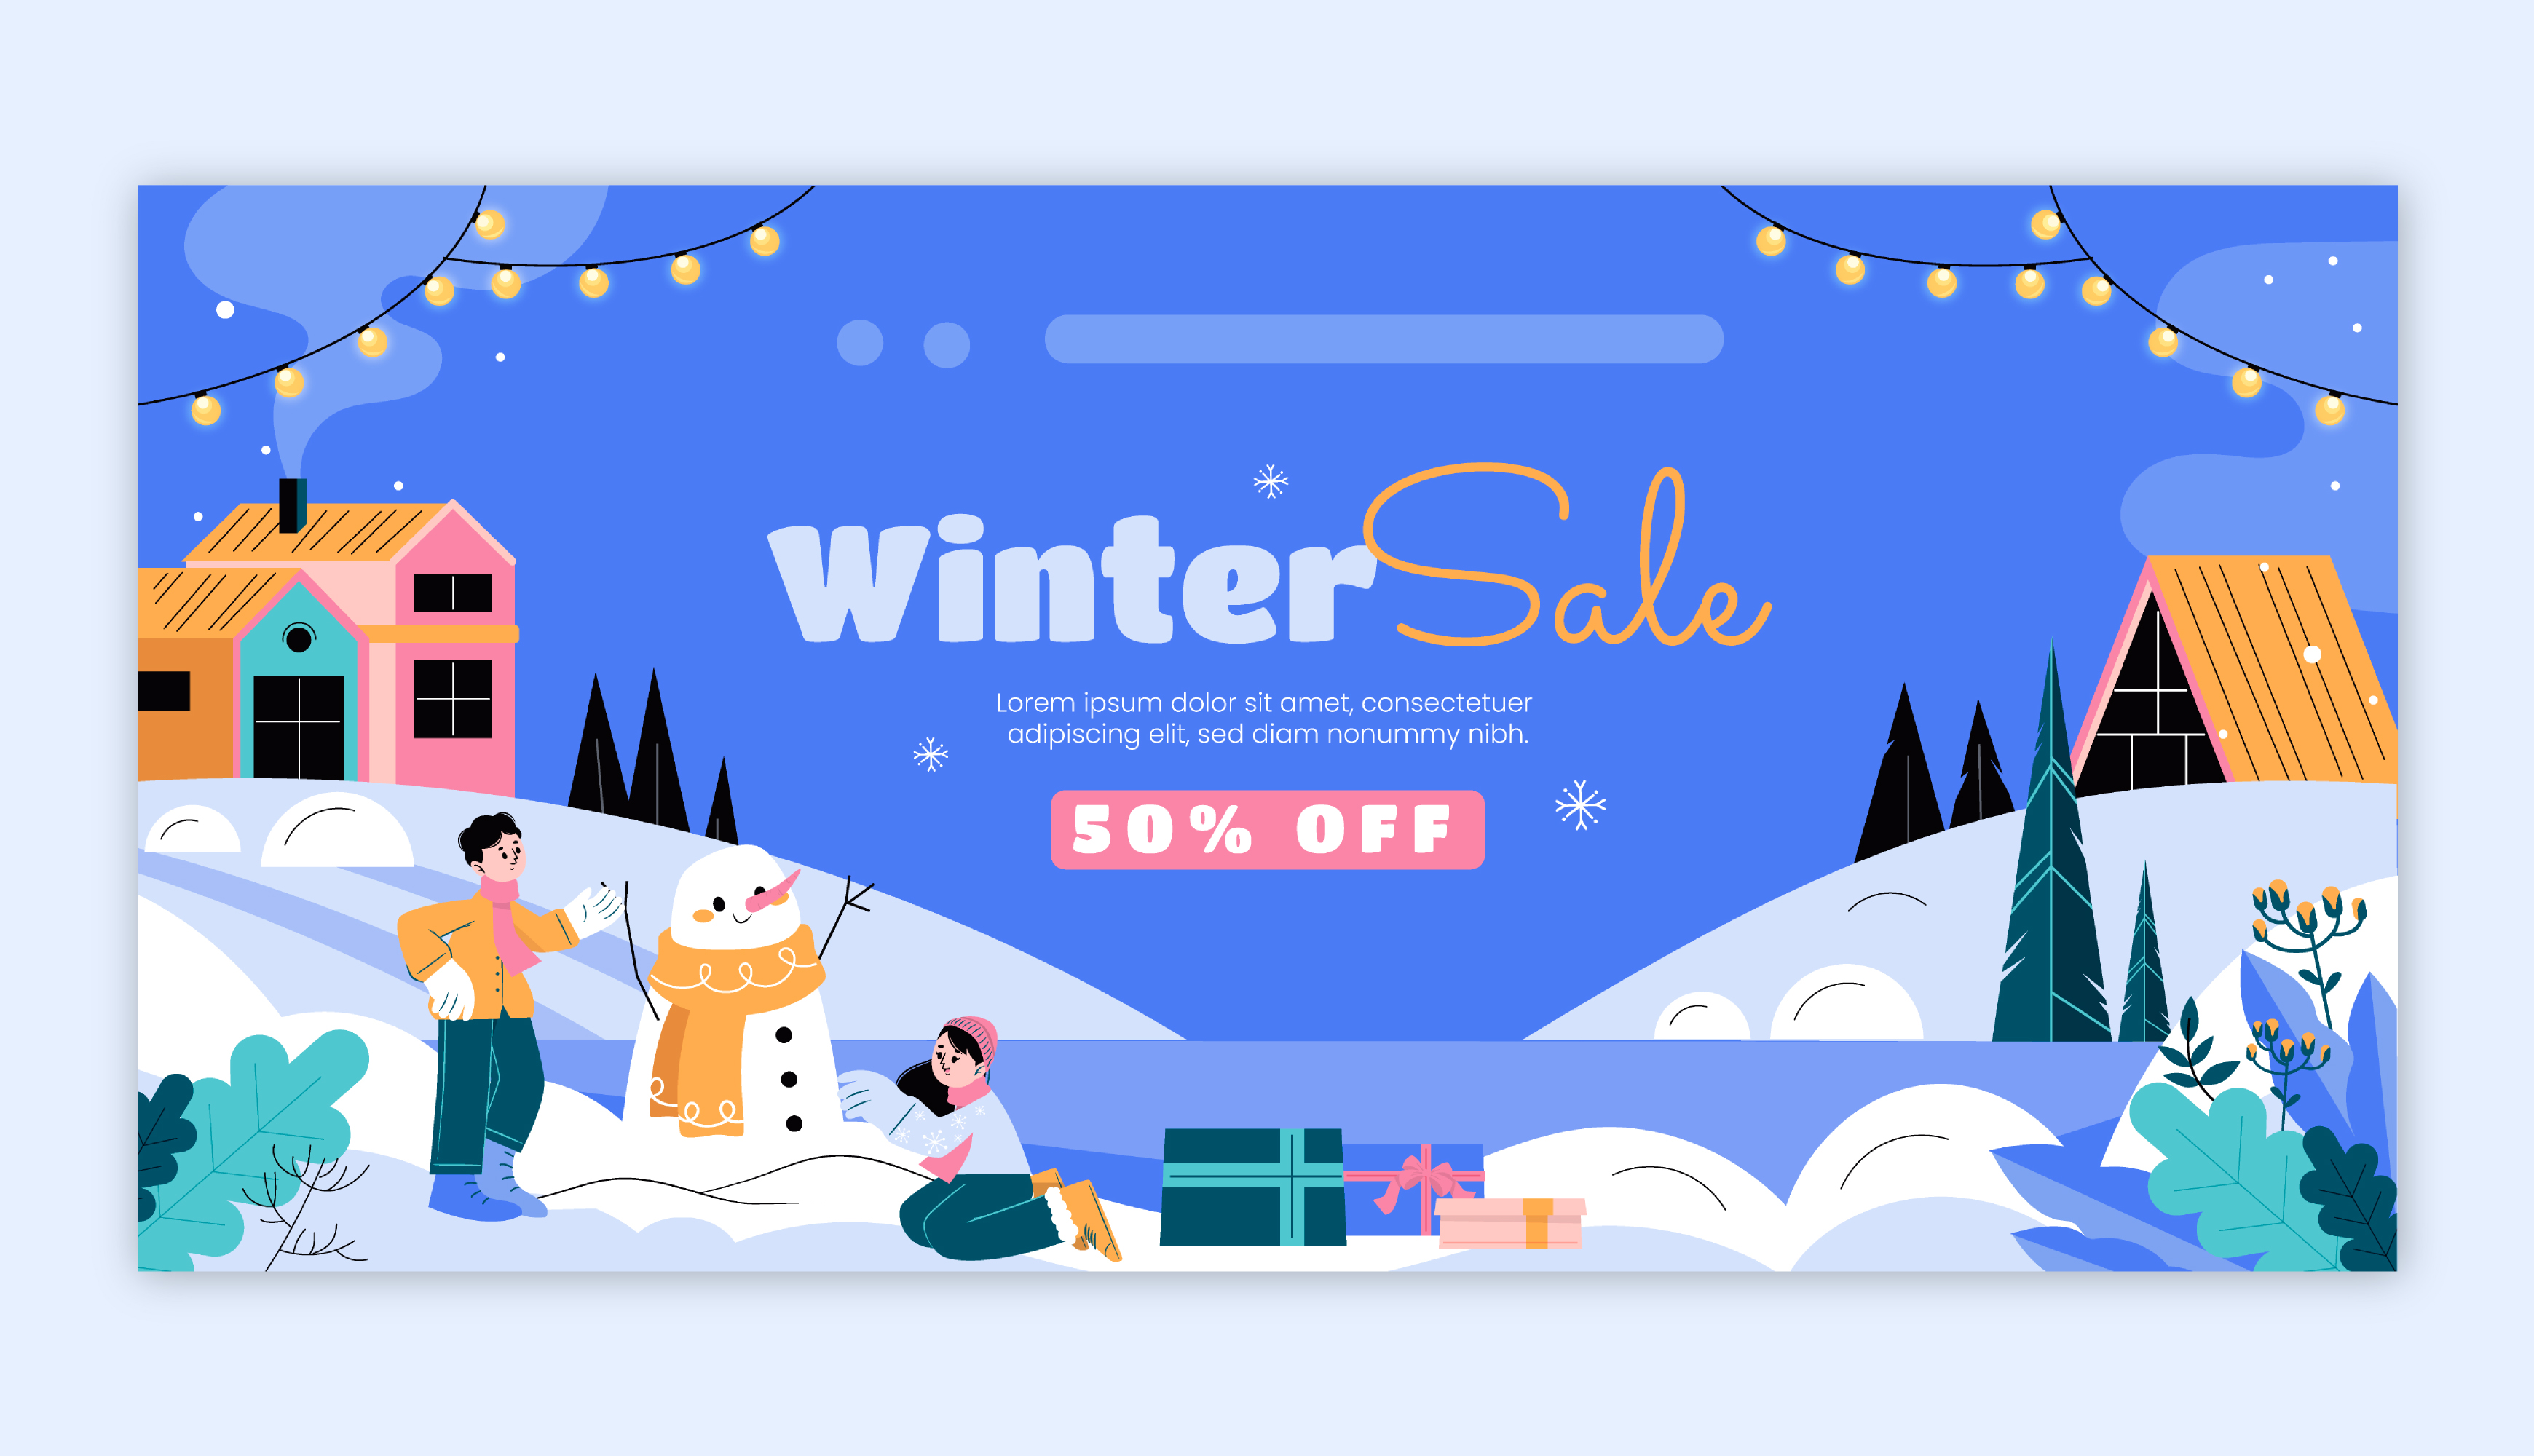 Winter Sale
Lorem ipsum dolor sit amet, consectetuer
adipiscing elit, sed diam nonummy nibh.
50% OFF